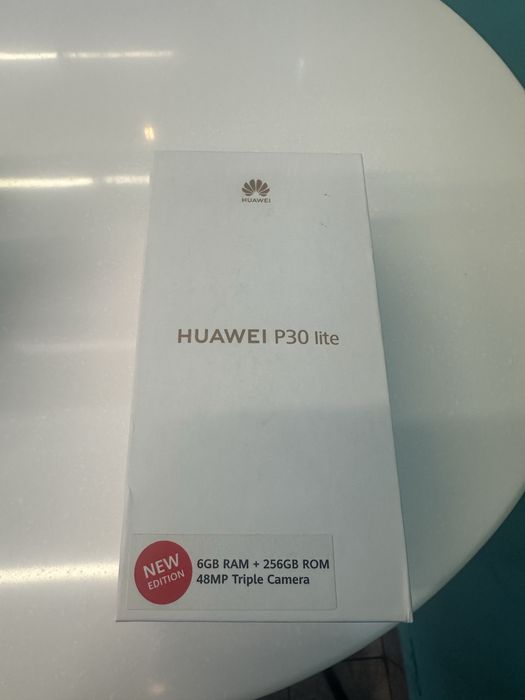 HUAWEI
HUAWEI P30 lite
NEW
EDITION
6GB RAM + 256GB ROM
48MP Triple Camera